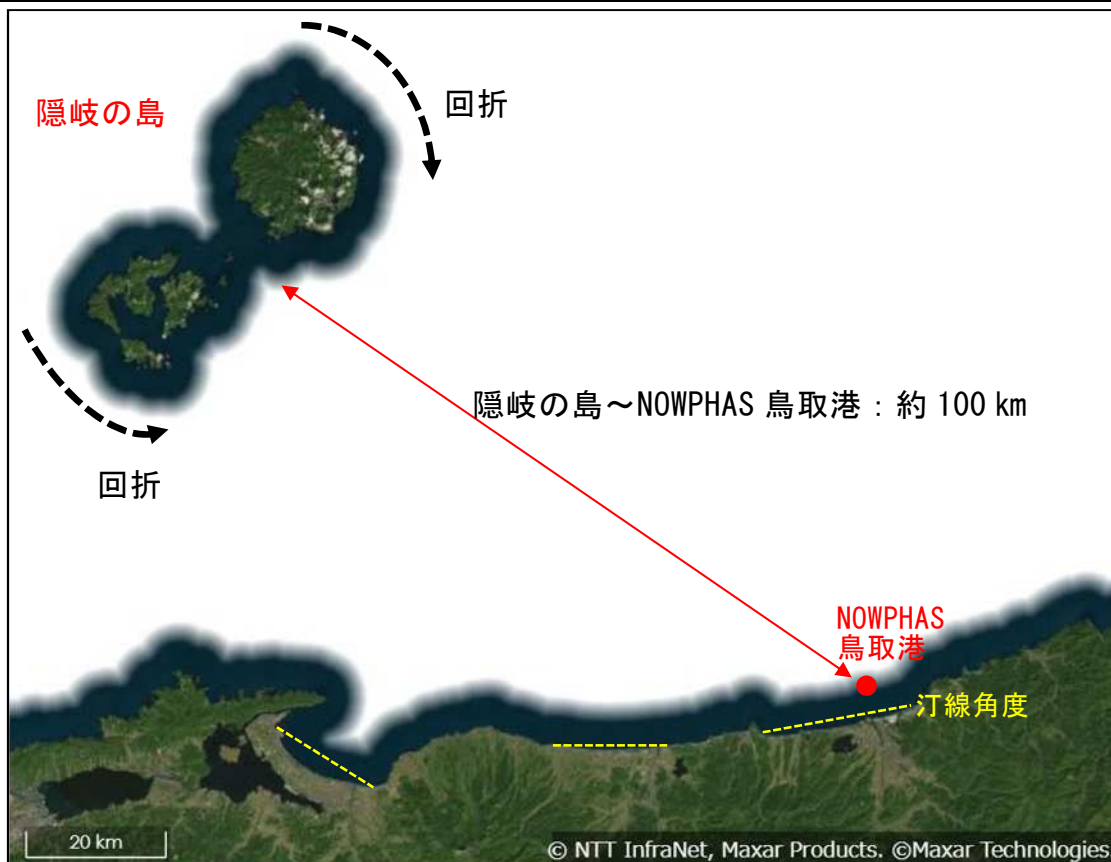 隠岐の島
回折
隠岐の島～NOWPHAS 鳥取港：約 100 km
回折
NOWPHAS
鳥取港
汀線角度
20 km
© NTT InfraNet, Maxar Products. ©Maxar Technologies